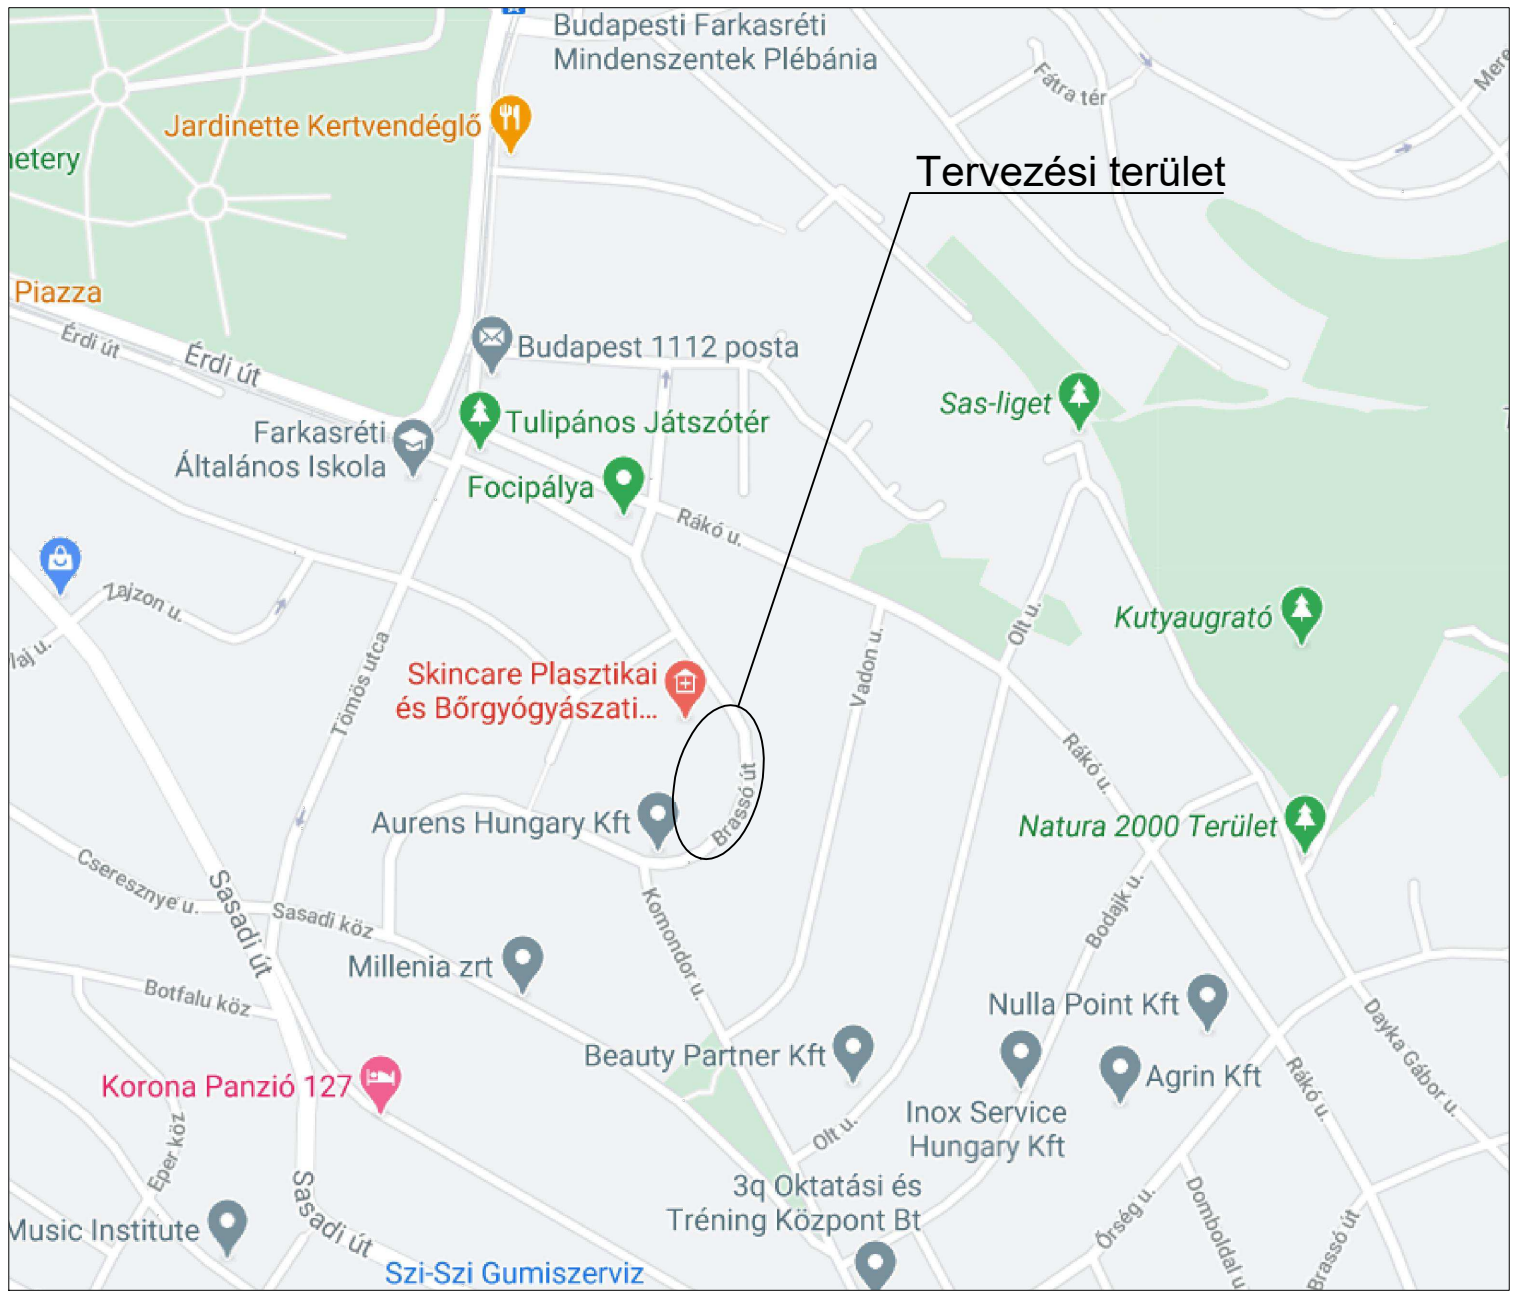 Budapesti Farkasréti
Mindenszentek Plébánia
Fátra tér
Mere
Jardinette Kertvendéglő
netery
Tervezési terület
Piazza
Érdi út
Érdi út
Budapest 1112 posta
Sas-liget
Tulipános Játszótér
Farkasréti
Általános Iskola
Focipálya
Rákó u.
Zajzon u.
Olt u.
Kutyaugrató
Tömös utca
Vadon u.
Skincare Plasztikai
és Bőrgyógyászati...
Rákó u.
Brassó út
Aurens Hungary Kft
Natura 2000 Terület
Cseresznye u.
Sasadi út
Sasadi köz
Komondor u.
Bodajk u.
Millenia zrt
Botfalu köz
Nulla Point Kft
Dayka Gábor u.
Beauty Partner Kft
Korona Panzió 127
Agrin Kft
Rákó u.
Inox Service
Hungary Kft
Olt u.
Eper köz
3q Oktatási és
Tréning Központ Bt
Őrség u.
Domboldal u
Brassó út
Music Institute
Sasadi út
Szi-Szi Gumiszerviz